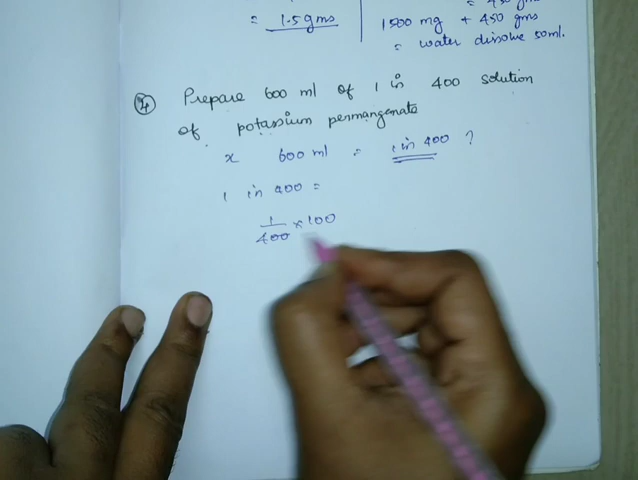 = 1.5 gms
1500 mg + 450 gms
= water dissolve 50ml.
4 Prepare 600 ml of 1 in 400 solution
of potassium permanganate
x 600 ml = 1 in 400 ?
1 in 400 =
1/400 × 100